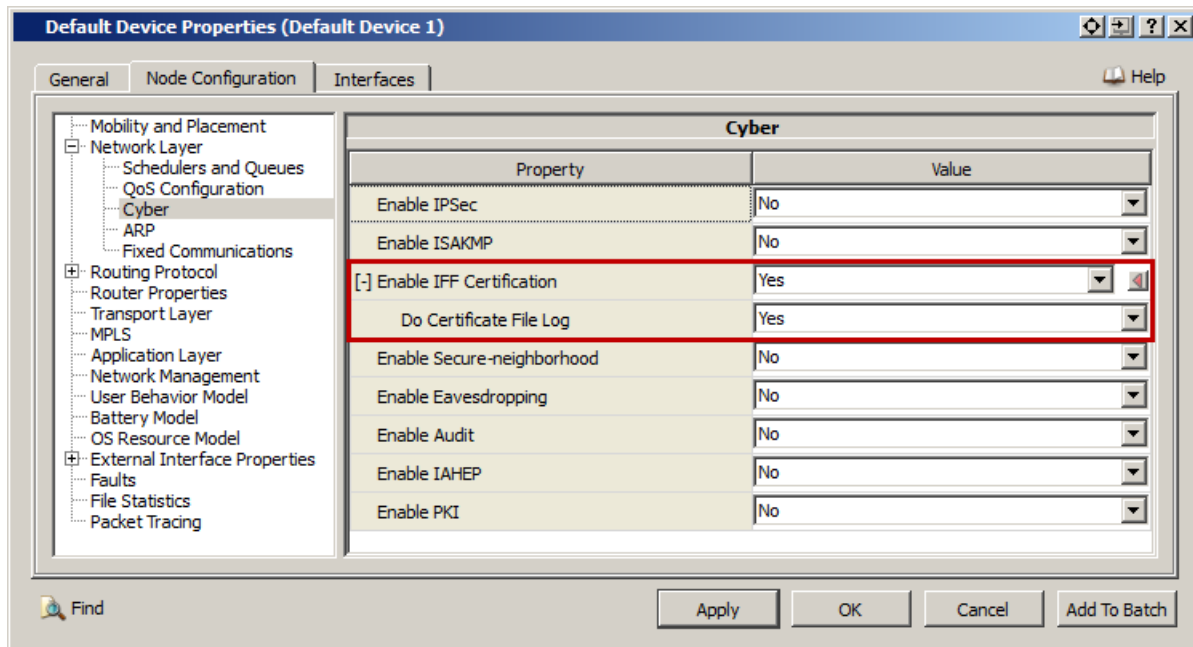 Default Device Properties (Default Device 1)
General
Node Configuration
Interfaces
Help
Mobility and Placement
Network Layer
Schedulers and Queues
QoS Configuration
Cyber
ARP
Fixed Communications
Routing Protocol
Router Properties
Transport Layer
MPLS
Application Layer
Network Management
User Behavior Model
Battery Model
OS Resource Model
External Interface Properties
Faults
File Statistics
Packet Tracing
Cyber
Property Value
Enable IPSec No
Enable ISAKMP No
[-] Enable IFF Certification Yes
Do Certificate File Log Yes
Enable Secure-neighborhood No
Enable Eavesdropping No
Enable Audit No
Enable IAHEP No
Enable PKI No
Find
Apply
OK
Cancel
Add To Batch